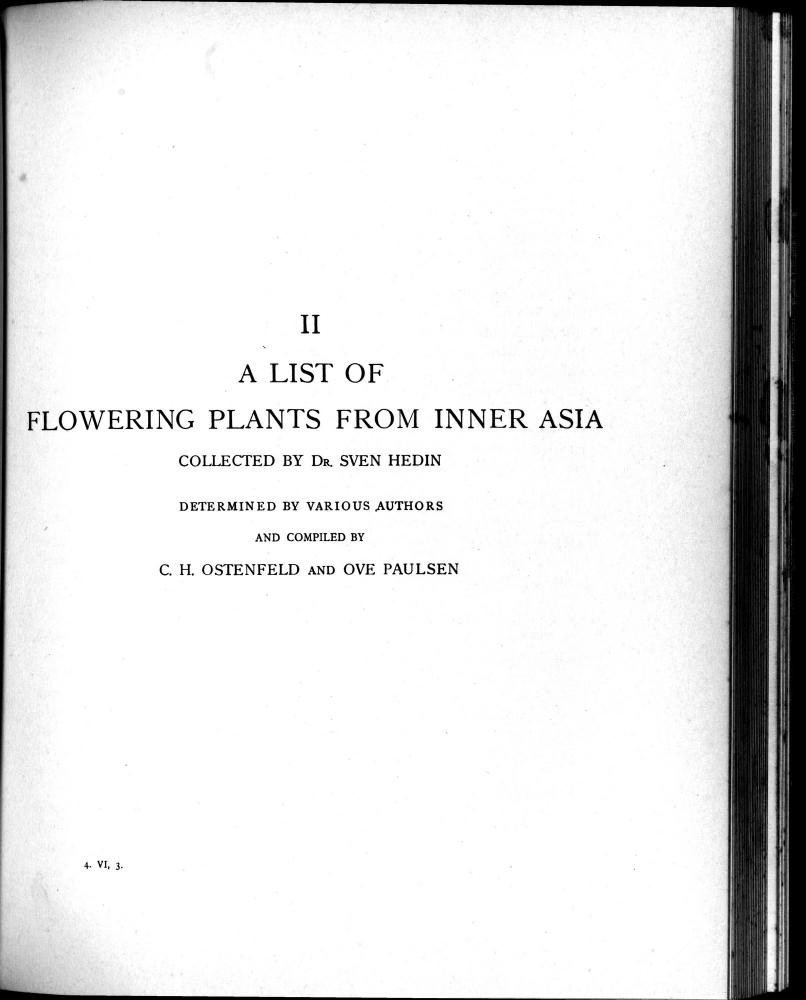 II
A LIST OF
FLOWERING PLANTS FROM INNER ASIA
COLLECTED BY DR. SVEN HEDIN
DETERMINED BY VARIOUS AUTHORS
AND COMPILED BY
C. H. OSTENFELD AND OVE PAULSEN
4. VI, 3.